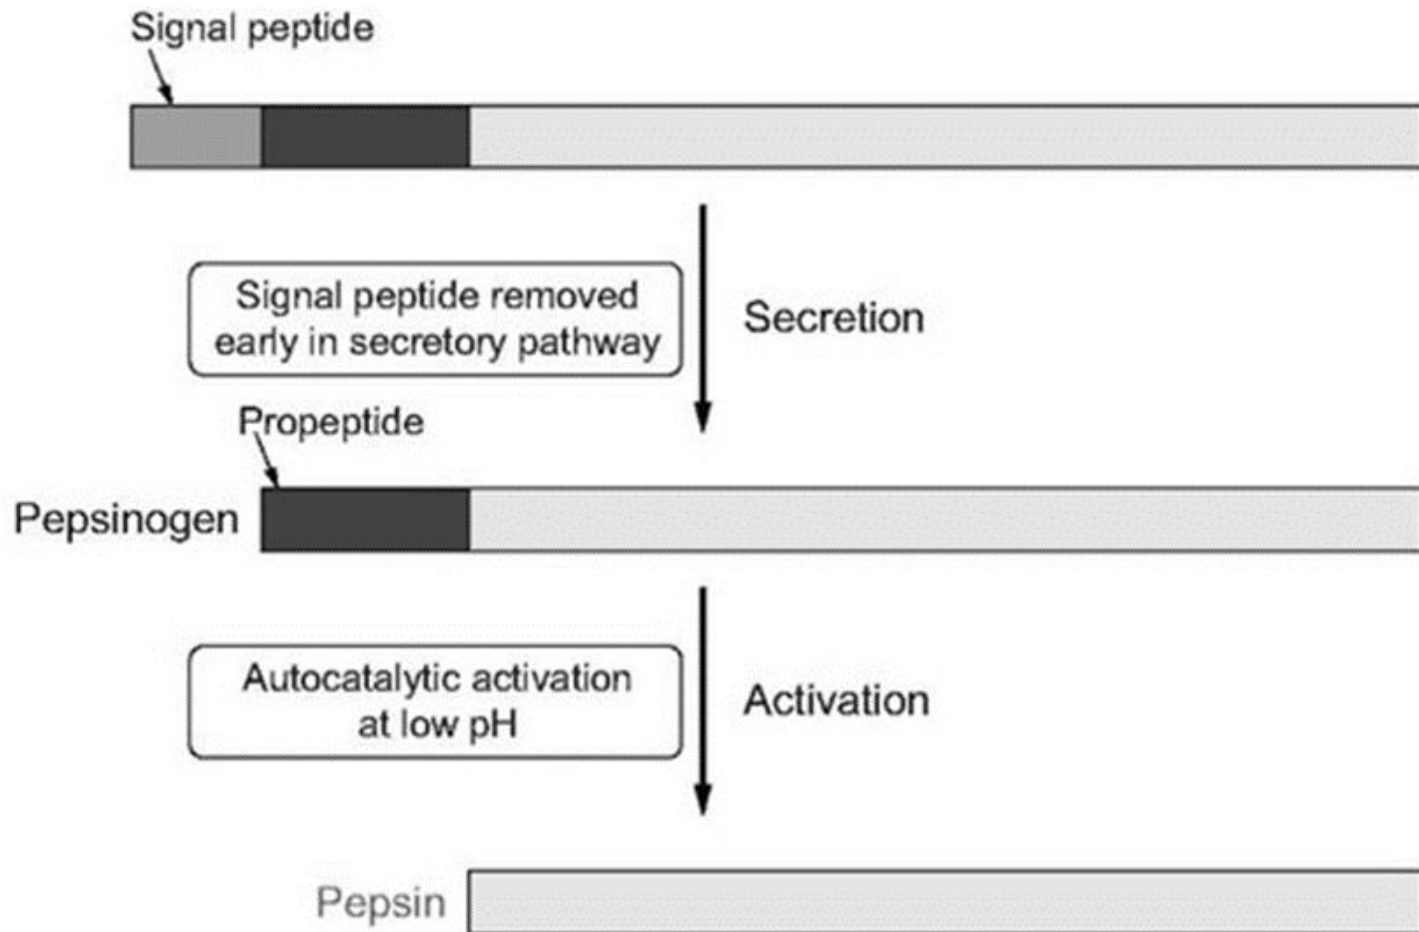 Signal peptide
Signal peptide removed
early in secretory pathway
Secretion
Propeptide
Pepsinogen
Autocatalytic activation
at low pH
Activation
Pepsin